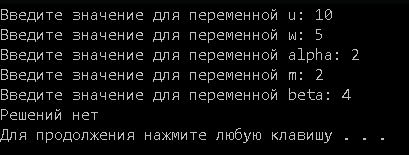 Введите значение для переменной u: 10
Введите значение для переменной w: 5
Введите значение для переменной alpha: 2
Введите значение для переменной m: 2
Введите значение для переменной beta: 4
Решений нет
Для продолжения нажмите любую клавишу . . .